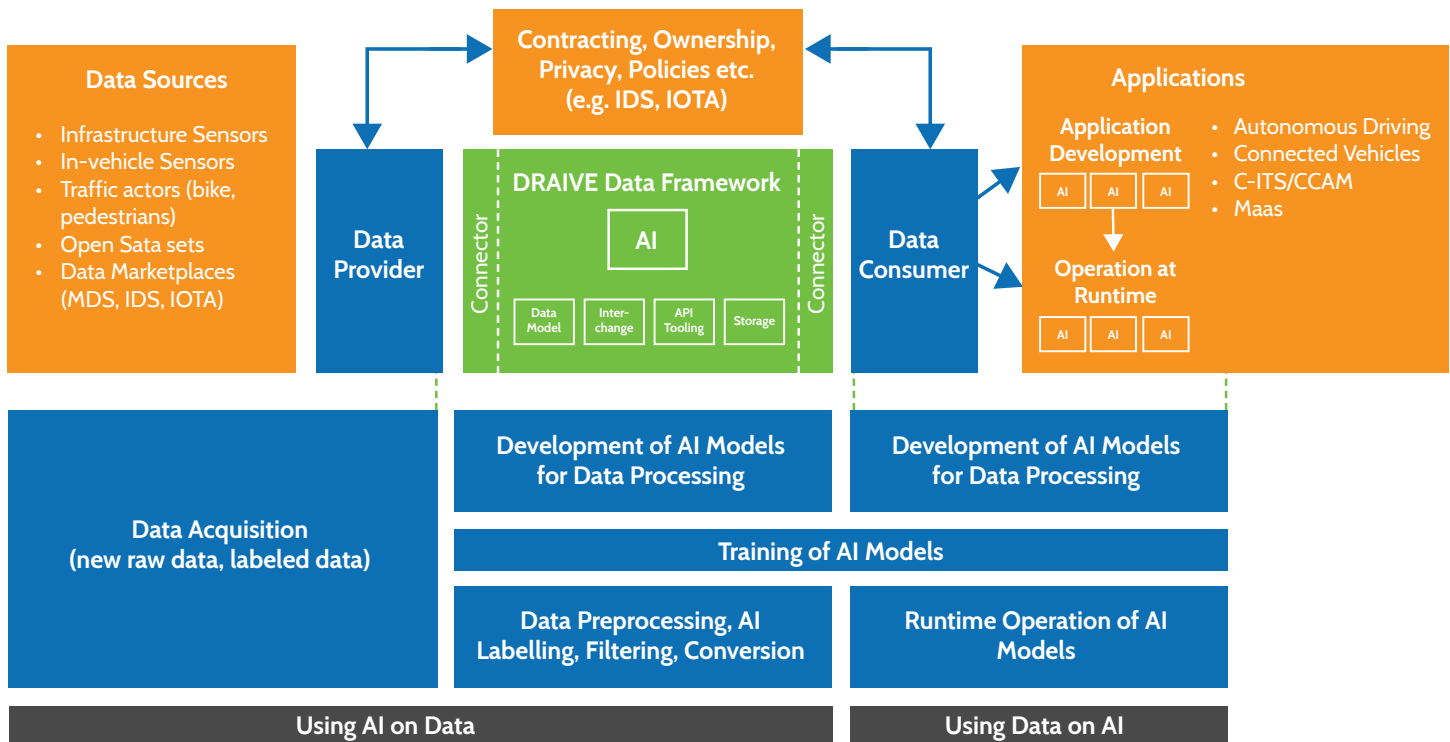 Data Sources
• Infrastructure Sensors
• In-vehicle Sensors
• Traffic actors (bike,
pedestrians)
• Open Sata sets
• Data Marketplaces
(MDS, IDS, IOTA)
Data
Provider
Contracting, Ownership,
Privacy, Policies etc.
(e.g. IDS, IOTA)
Connector
DRAIVE Data Framework
AI
Data
Model
Inter-
change
API
Tooling
Storage
Connector
Data
Consumer
Applications
Application
Development
AI
AI
AI
Operation at
Runtime
AI
AI
AI
• Autonomous Driving
• Connected Vehicles
• C-ITS/CCAM
• Maas
Data Acquisition
(new raw data, labeled data)
Development of AI Models
for Data Processing
Development of AI Models
for Data Processing
Training of AI Models
Data Preprocessing, AI
Labelling, Filtering, Conversion
Runtime Operation of AI
Models
Using AI on Data
Using Data on AI